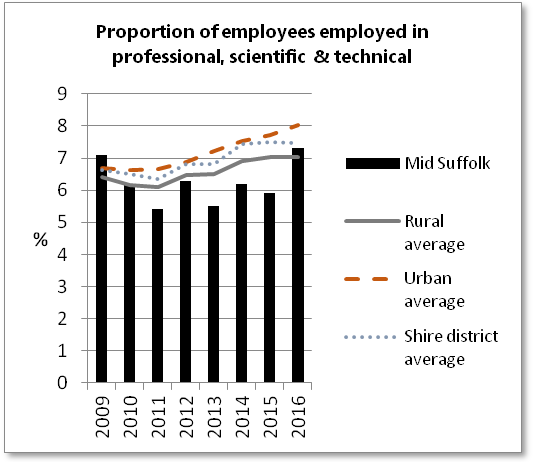 Proportion of employees employed in
professional, scientific & technical
9
8
7
6
5
4
3
2
1
0
%
2009
2010
2011
2012
2013
2014
2015
2016
Mid Suffolk
Rural
average
Urban
average
Shire district
average